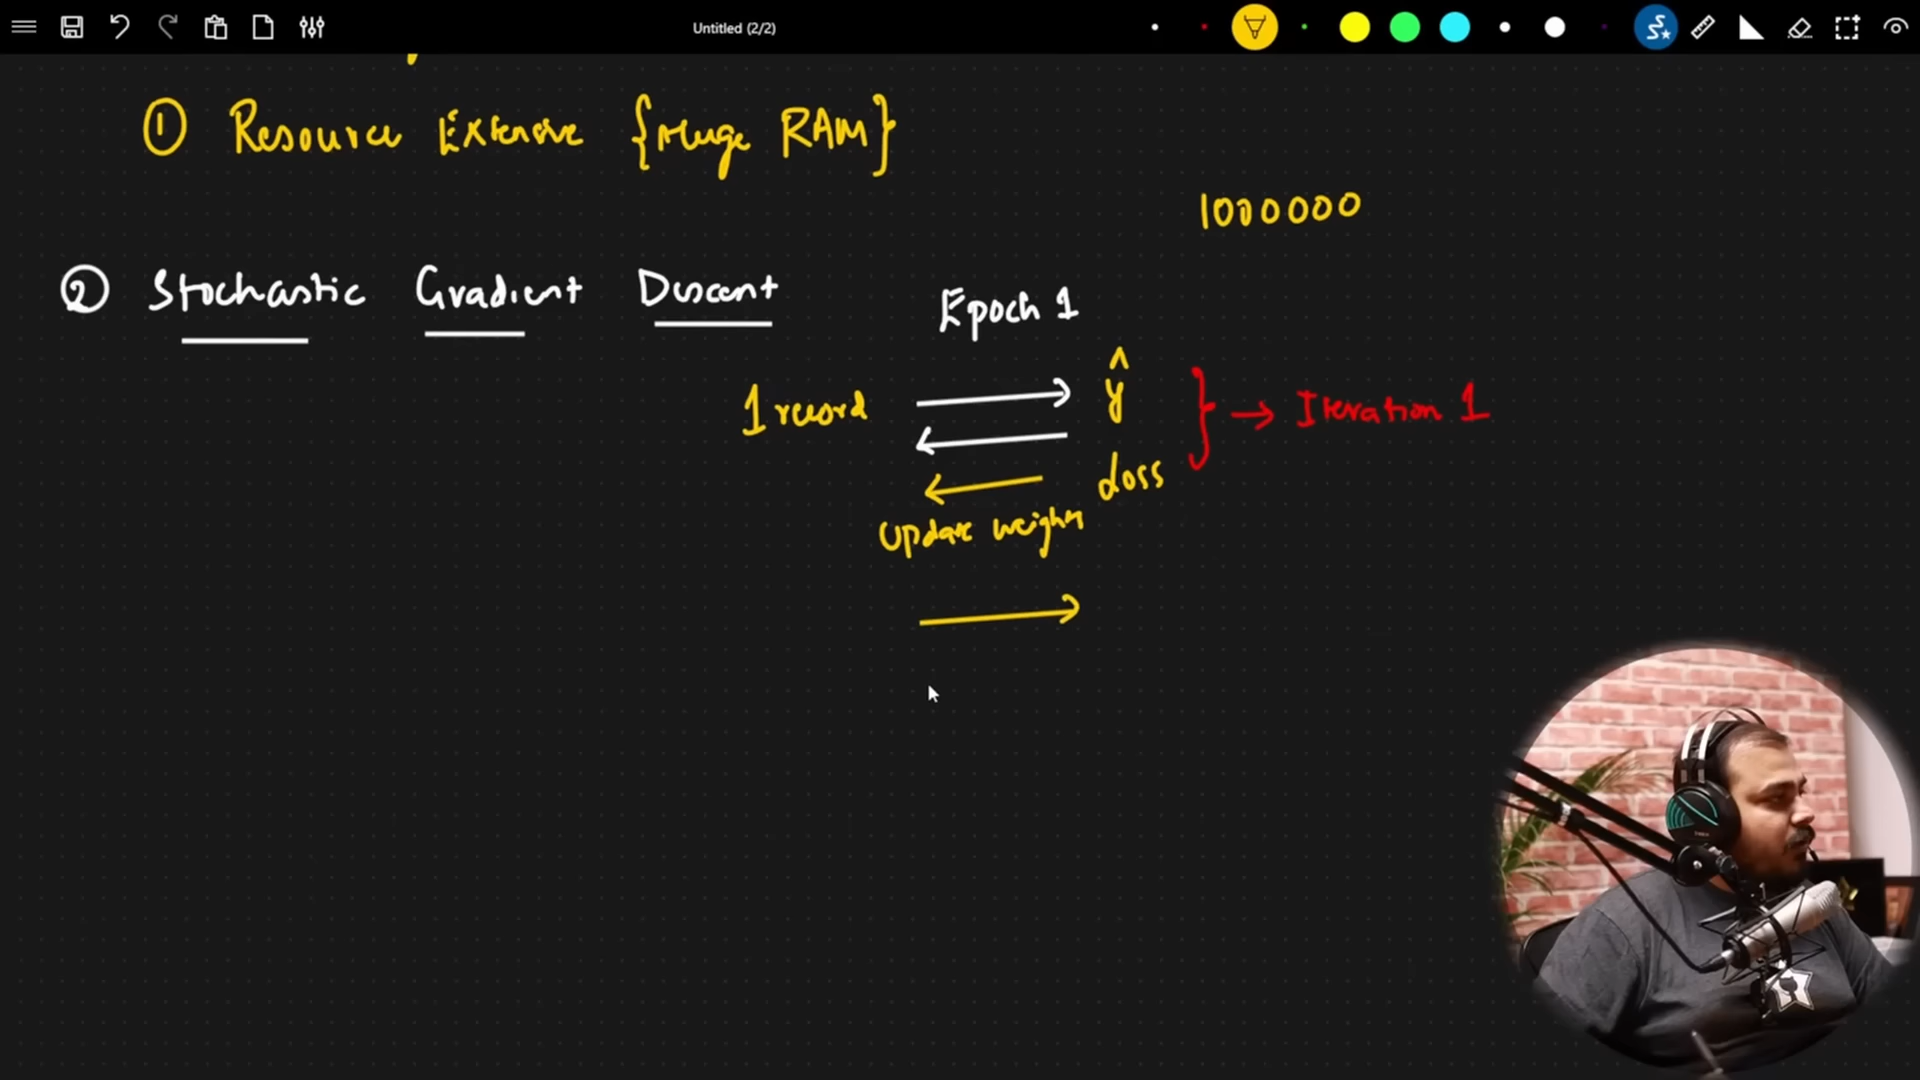 Untitled (2/2)
① Resource Extensive {Huge RAM}
1000000
② Stochastic Gradient Descent
Epoch 1
1 record
ŷ
→ Iteration 1
Loss
Update weights